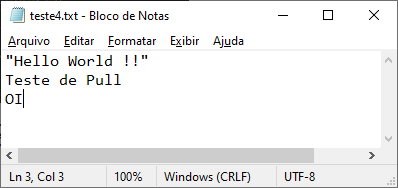 teste4.txt - Bloco de Notas
Arquivo Editar Formatar Exibir Ajuda
"Hello World !!"
Teste de Pull
OI
Ln 3, Col 3 100% Windows (CRLF) UTF-8